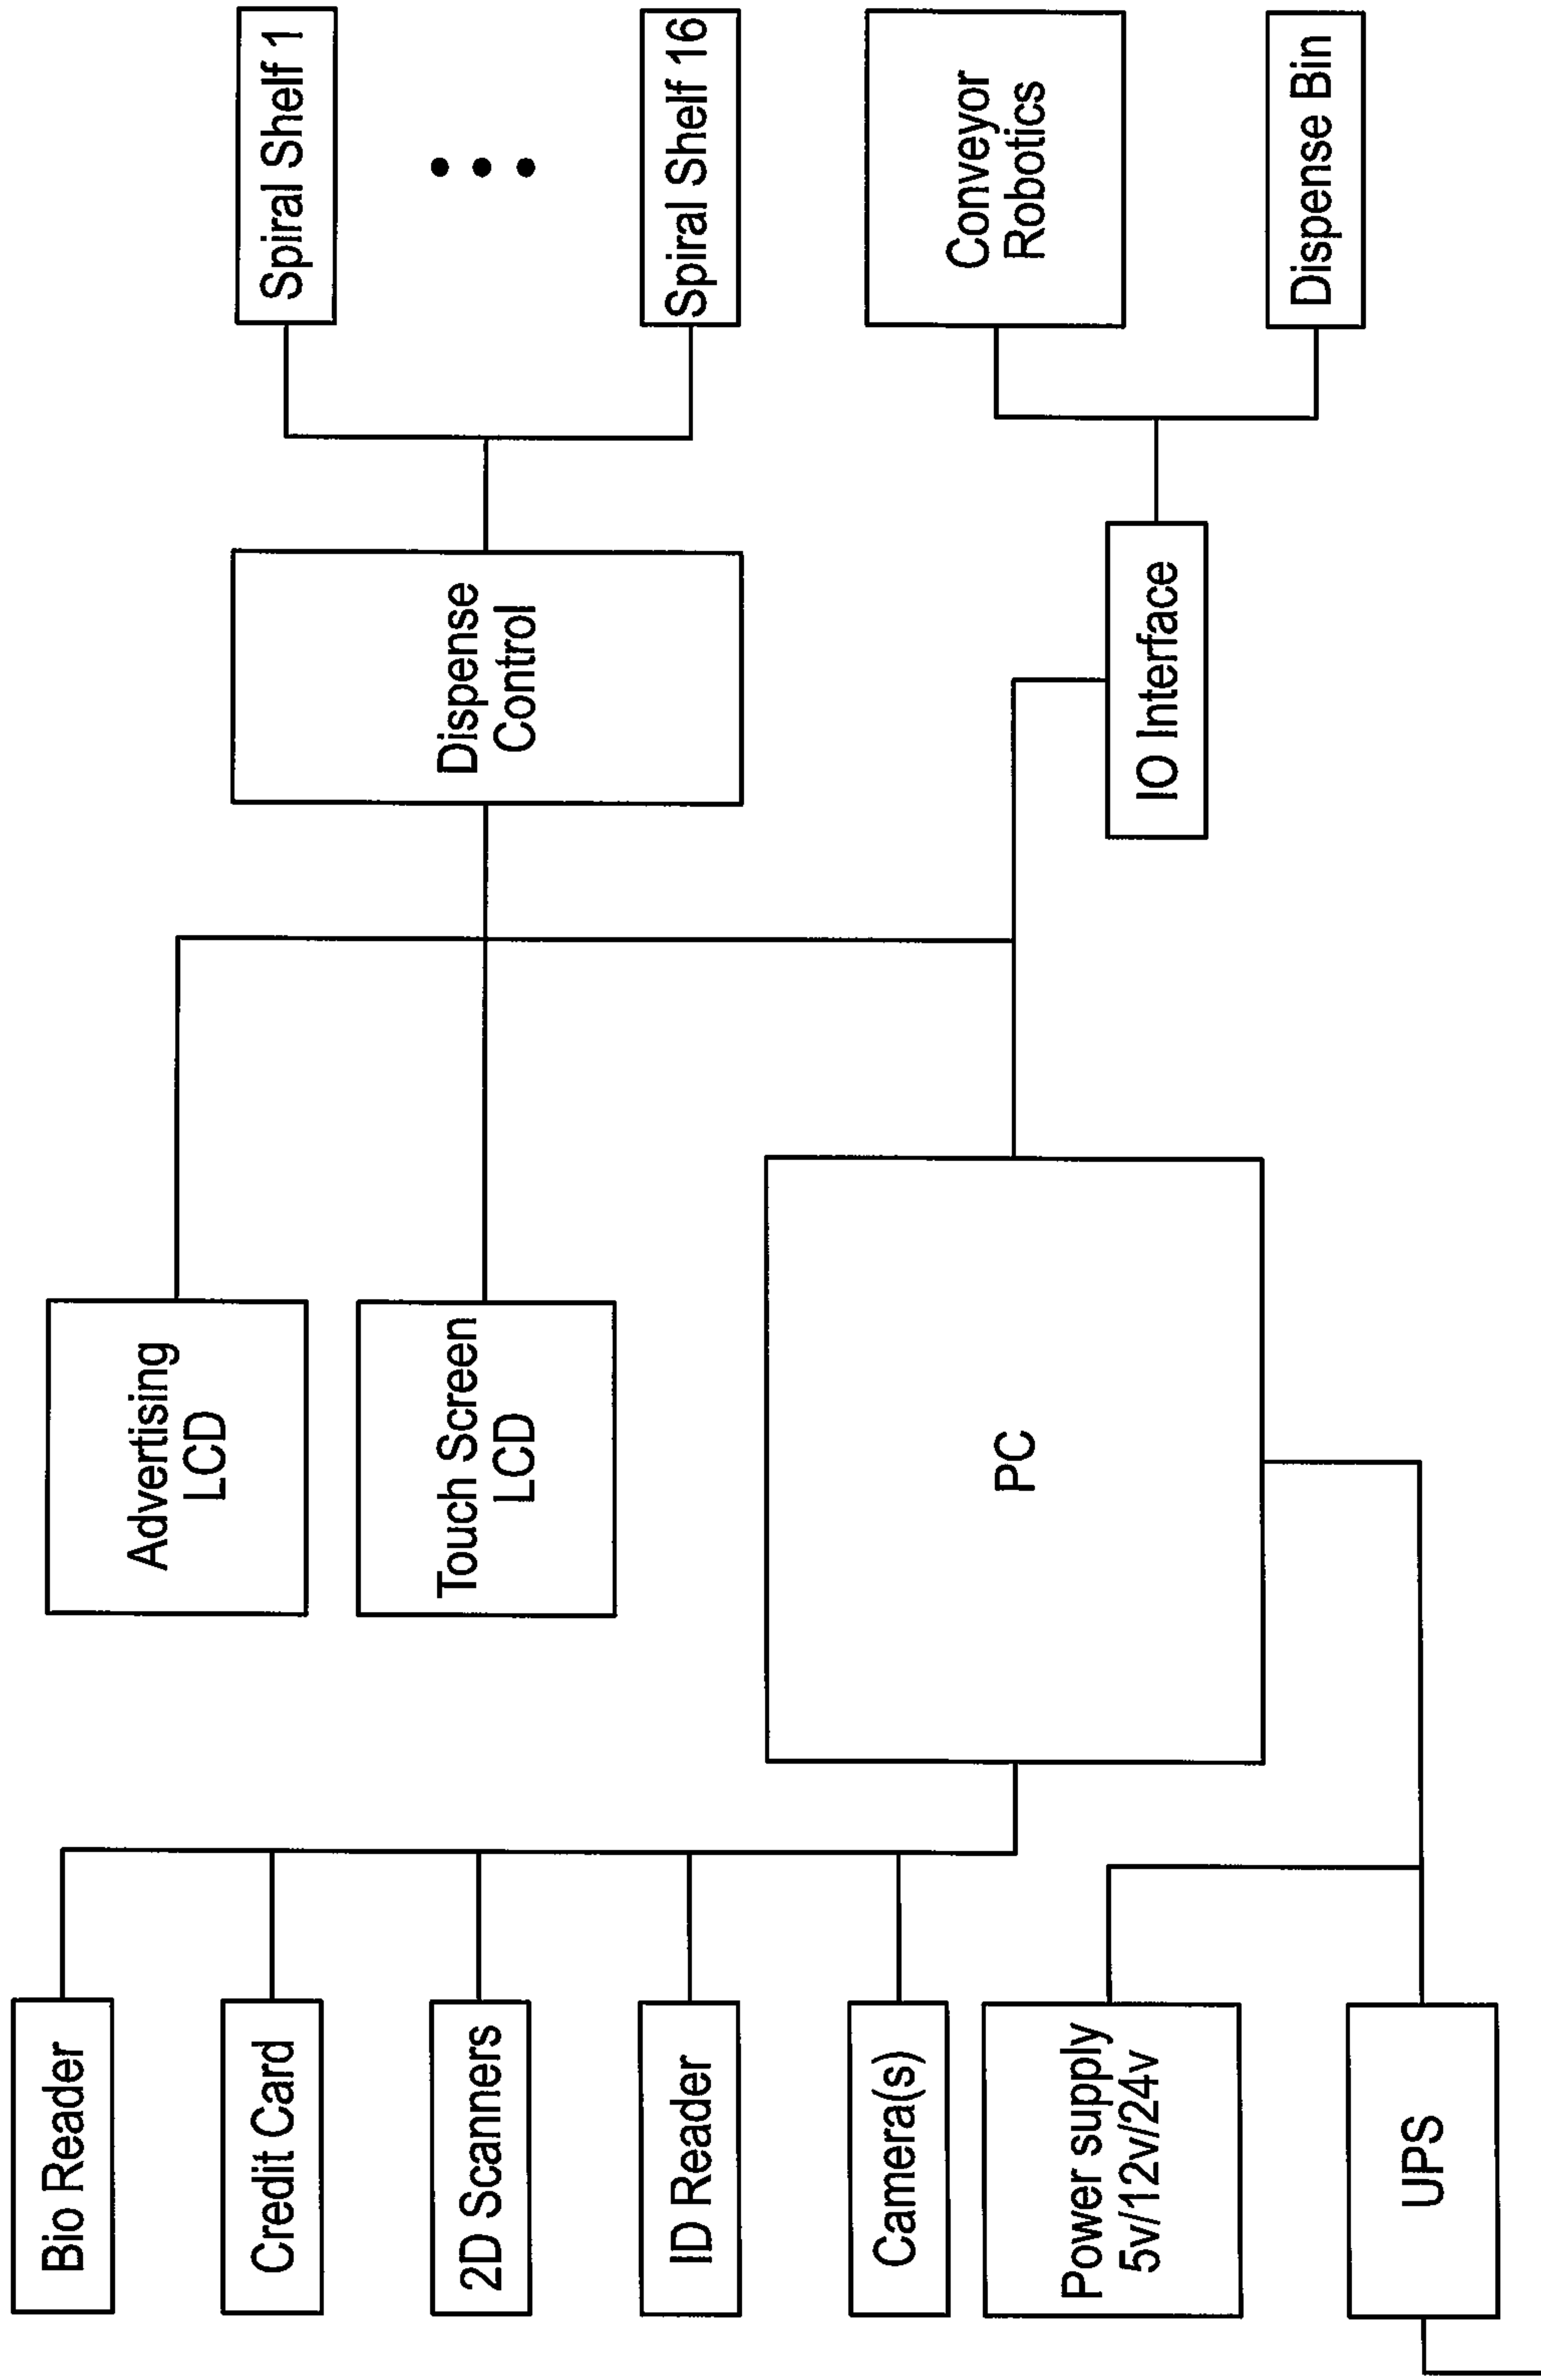 Bio Reader
Credit Card
2D Scanners
ID Reader
Camera(s)
Power supply
5v/12v/24v
UPS
Advertising
LCD
Touch Screen
LCD
PC
Dispense
Control
IO Interface
Spiral Shelf 1
Spiral Shelf 16
Conveyor
Robotics
Dispense Bin